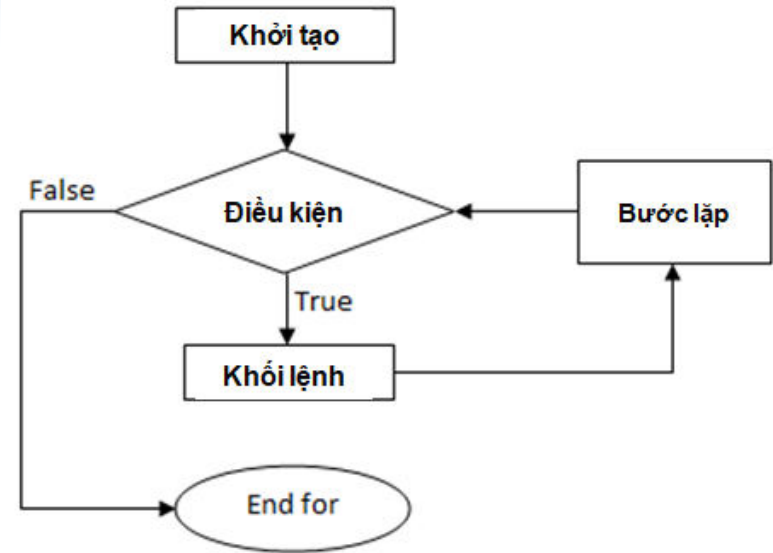 Khởi tạo
False
Điều kiện
Bước lặp
True
Khối lệnh
End for